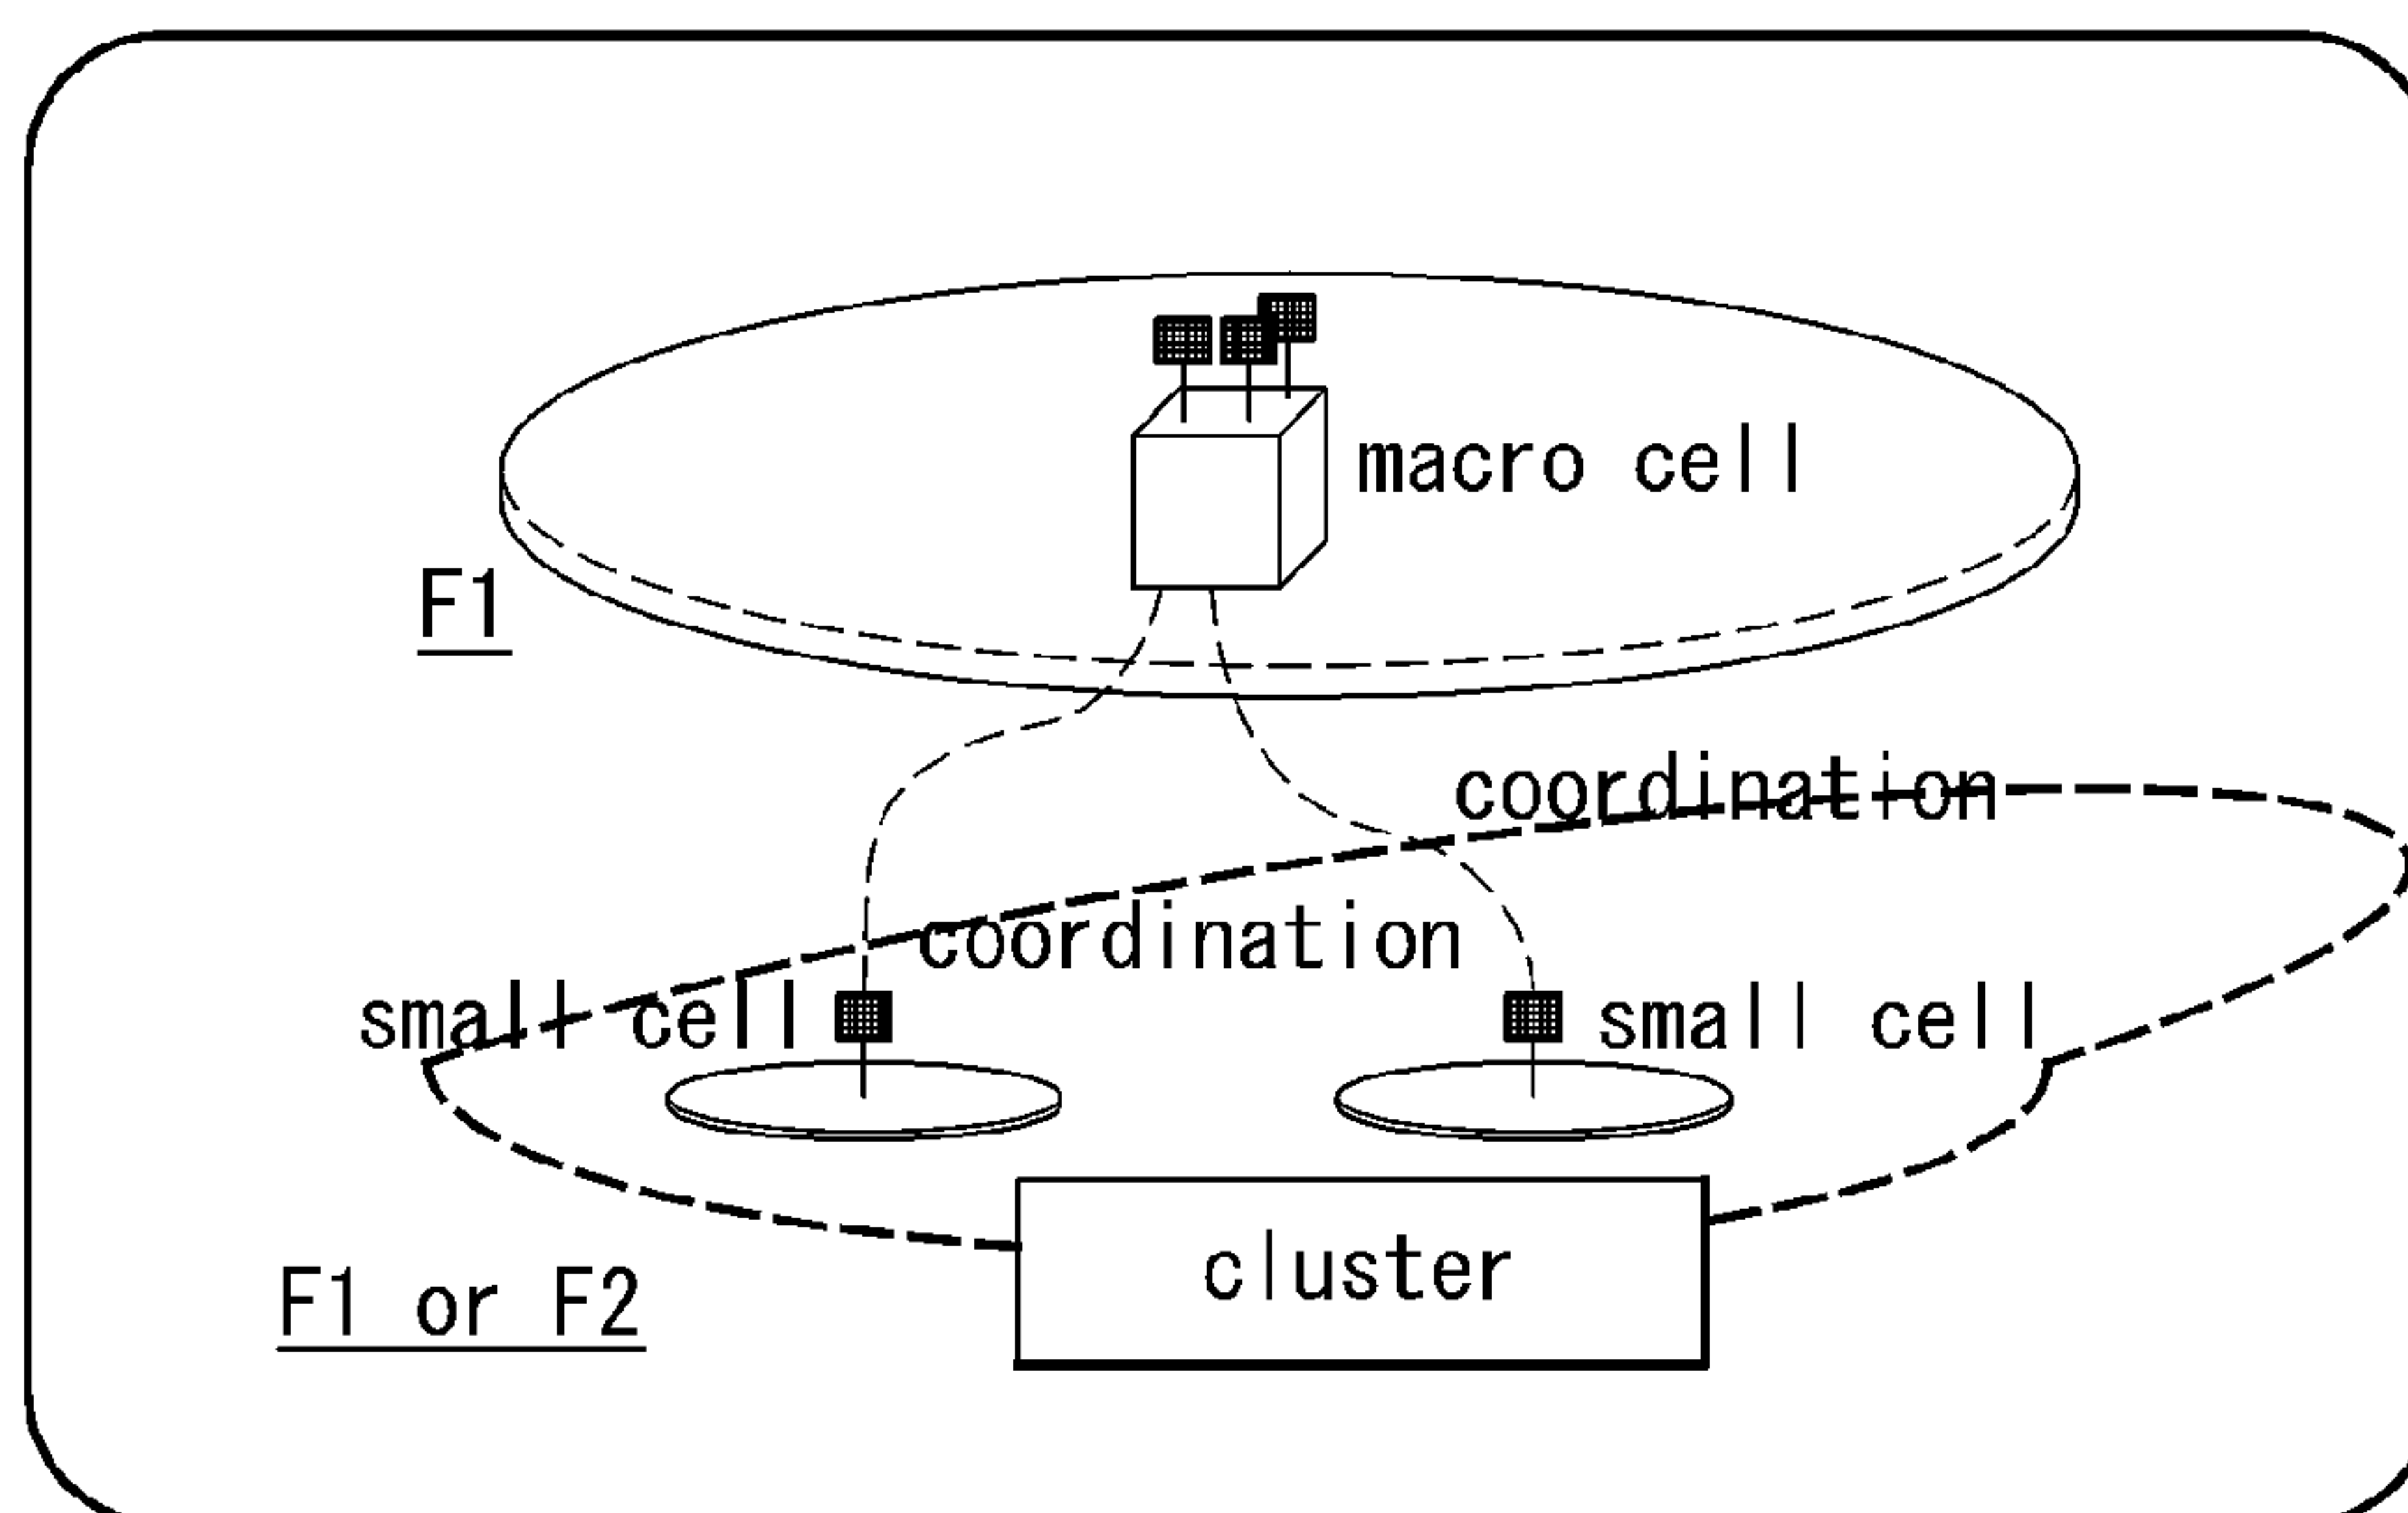 macro cell
F1
coordination
coordination
small cell
small cell
cluster
F1 or F2